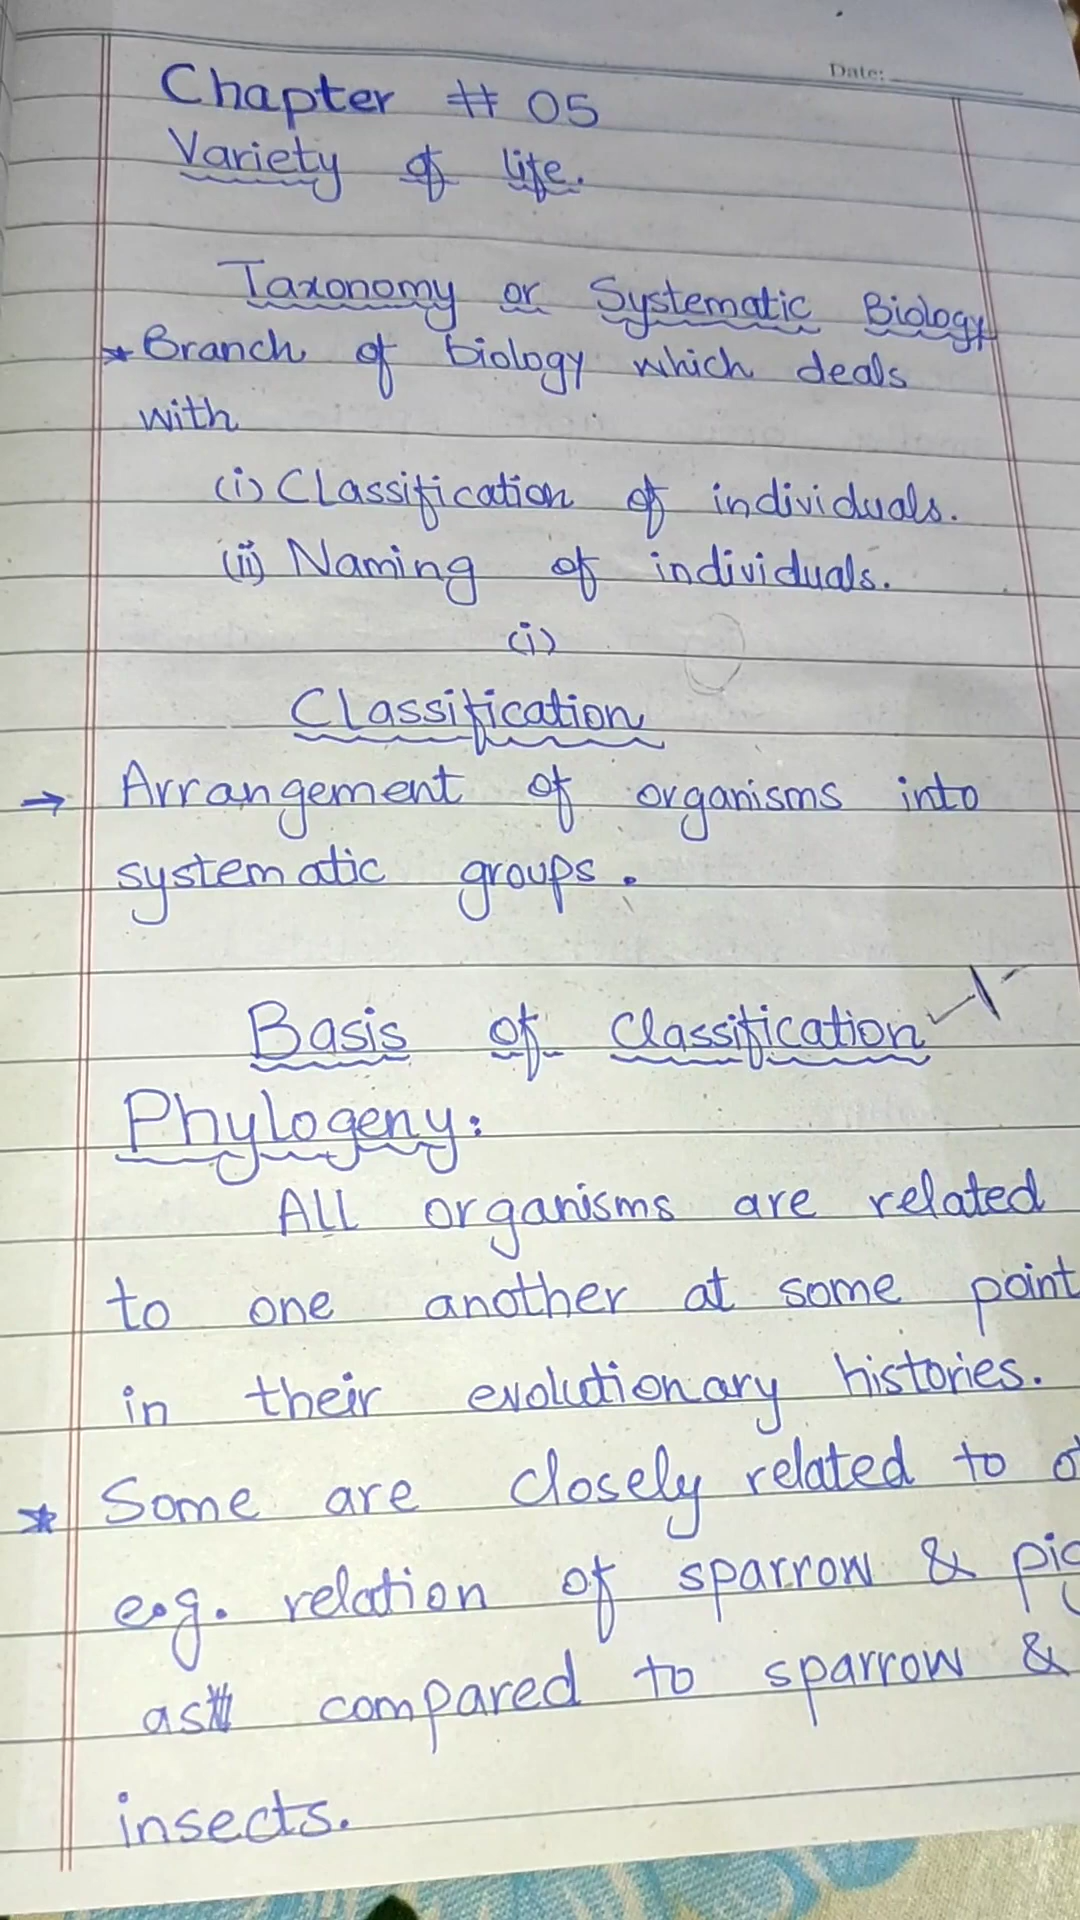 Date:
Chapter # 05
Variety of life.
Taxonomy or Systematic Biology
* Branch of biology which deals
with
(i) Classification of individuals.
(ii) Naming of individuals.
(i)
Classification
→ Arrangement of organisms into
systematic groups.
Basis of Classification
Phylogeny:
All organisms are related
to one another at some point
in their evolutionary histories.
* Some are closely related to
e.g. relation of sparrow &
as compared to sparrow &
insects.